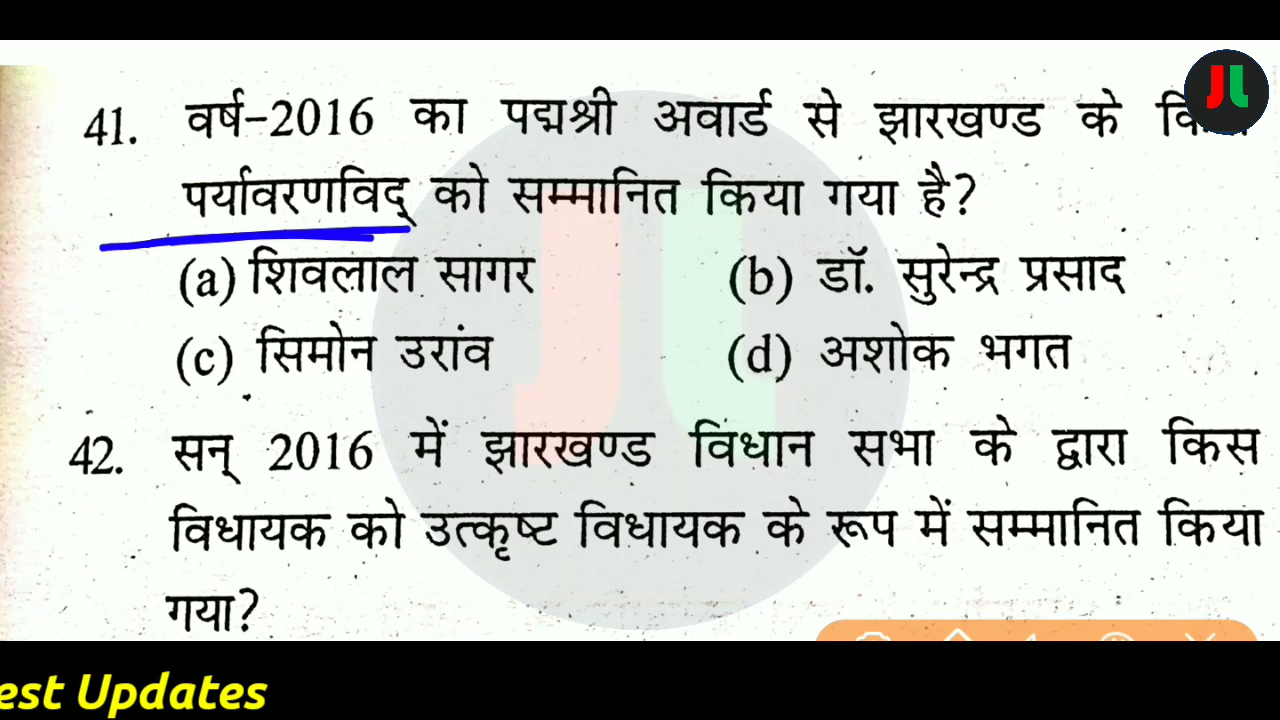 JL
41. वर्ष-2016 का पद्मश्री अवार्ड से झारखण्ड के
पर्यावरणविद् को सम्मानित किया गया है?
(a) शिवलाल सागर (b) डॉ. सुरेन्द्र प्रसाद
(c) सिमोन उरांव (d) अशोक भगत
42. सन् 2016 में झारखण्ड विधान सभा के द्वारा किस
विधायक को उत्कृष्ट विधायक के रूप में सम्मानित किया
गया?
est Updates